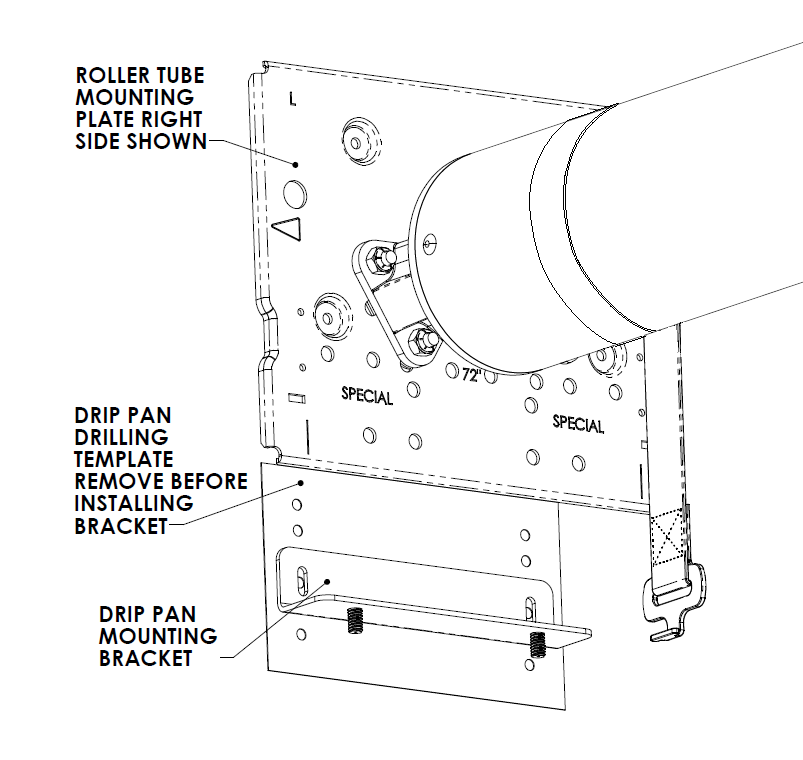 ROLLER TUBE
MOUNTING
PLATE RIGHT
SIDE SHOWN
L
72"
SPECIAL
SPECIAL
DRIP PAN
DRILLING
TEMPLATE
REMOVE BEFORE
INSTALLING
BRACKET
DRIP PAN
MOUNTING
BRACKET